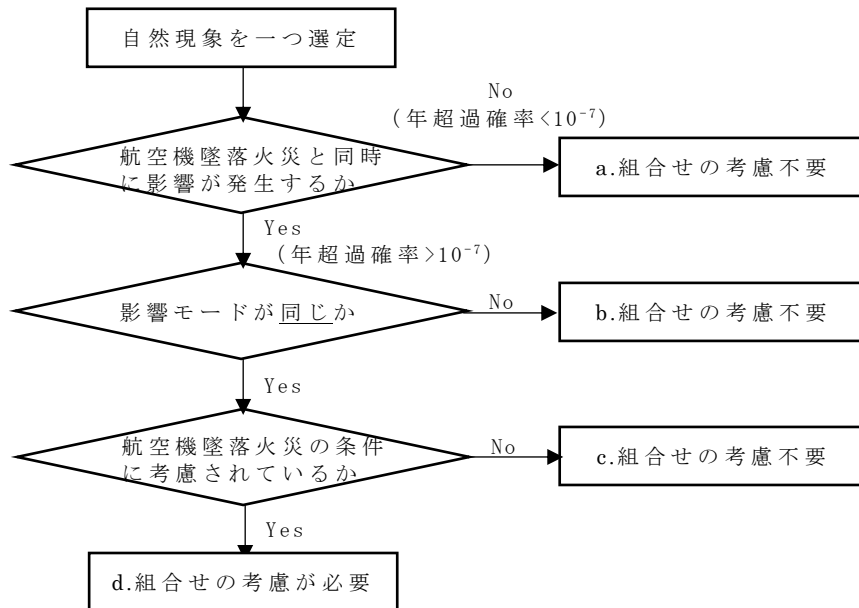 自然現象を一つ選定
No
(年超過確率<10⁻⁷)
航空機墜落火災と同時
に影響が発生するか
a.組合せの考慮不要
Yes
(年超過確率>10⁻⁷)
影響モードが同じか
No
b.組合せの考慮不要
Yes
航空機墜落火災の条件
に考慮されているか
No
c.組合せの考慮不要
Yes
d.組合せの考慮が必要